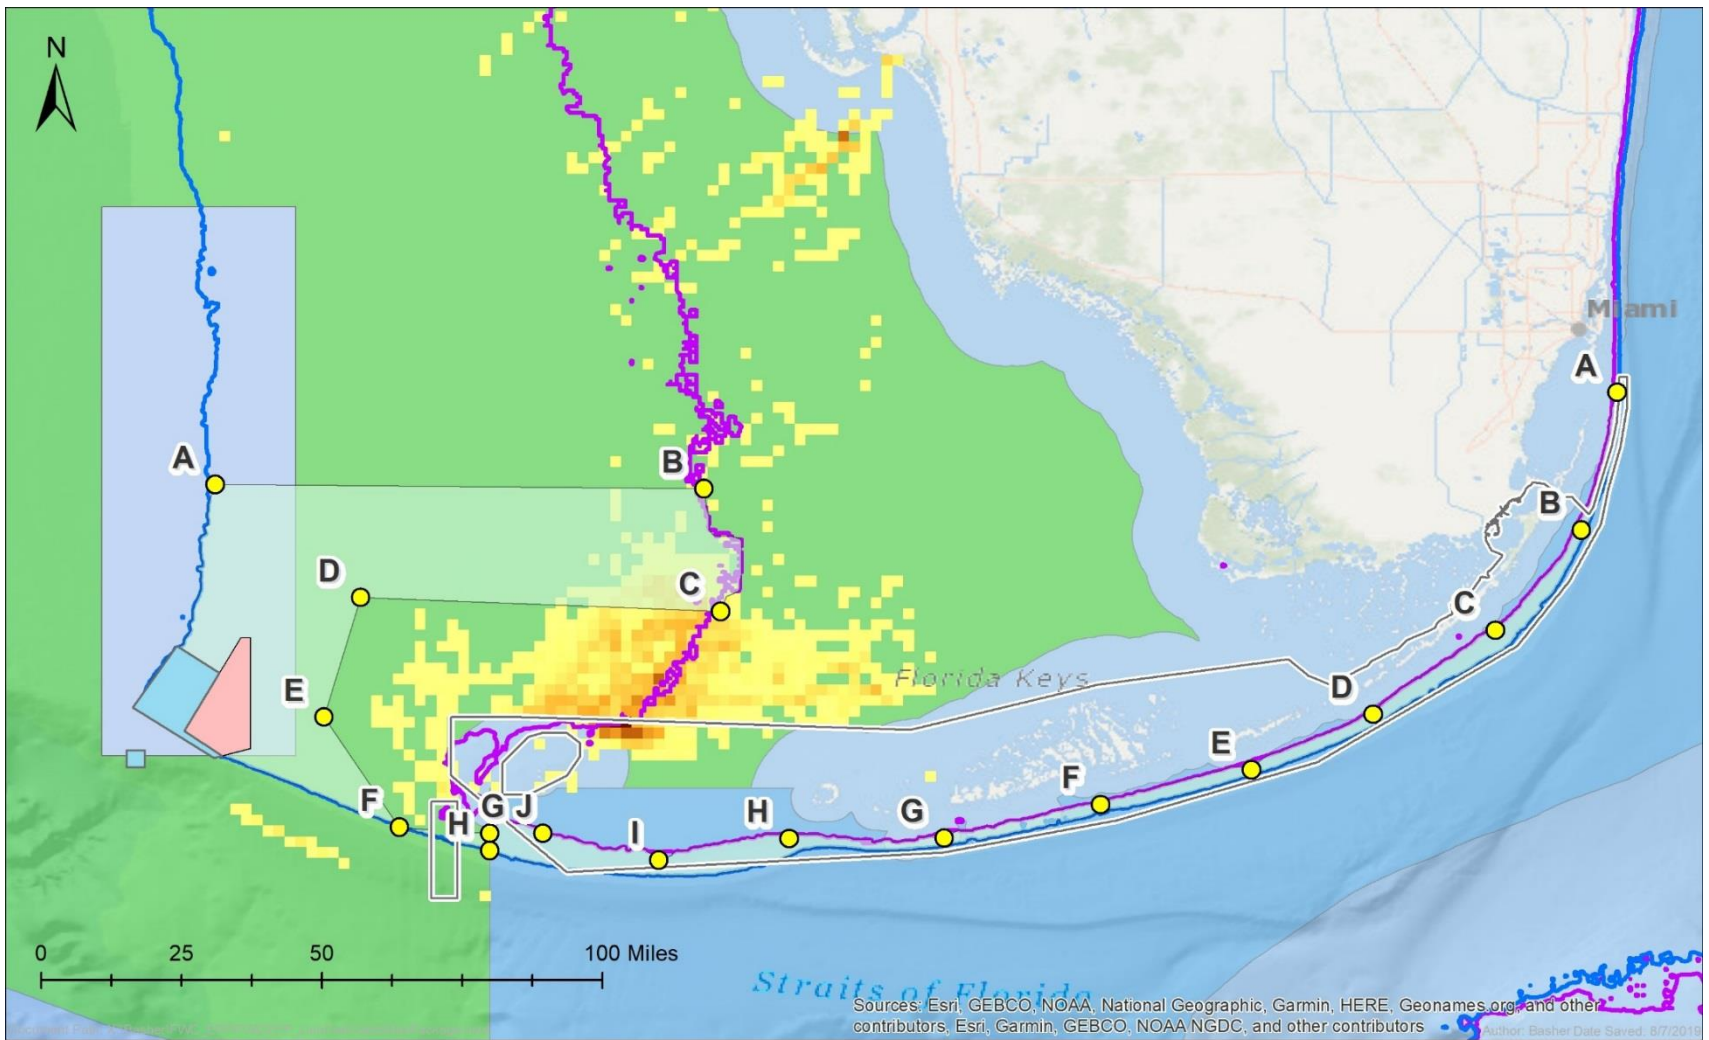 N
Miami
A
A
B
B
D
C
C
D
Florida Keys
E
E
F
F
G J
H
H
G
I
0 25 50 100 Miles
Straits of Florida
Sources: Esri, GEBCO, NOAA, National Geographic, Garmin, HERE, Geonames.org, and other
contributors, Esri, Garmin, GEBCO, NOAA NGDC, and other contributors
Author: Basher Date Saved: 8/7/2019